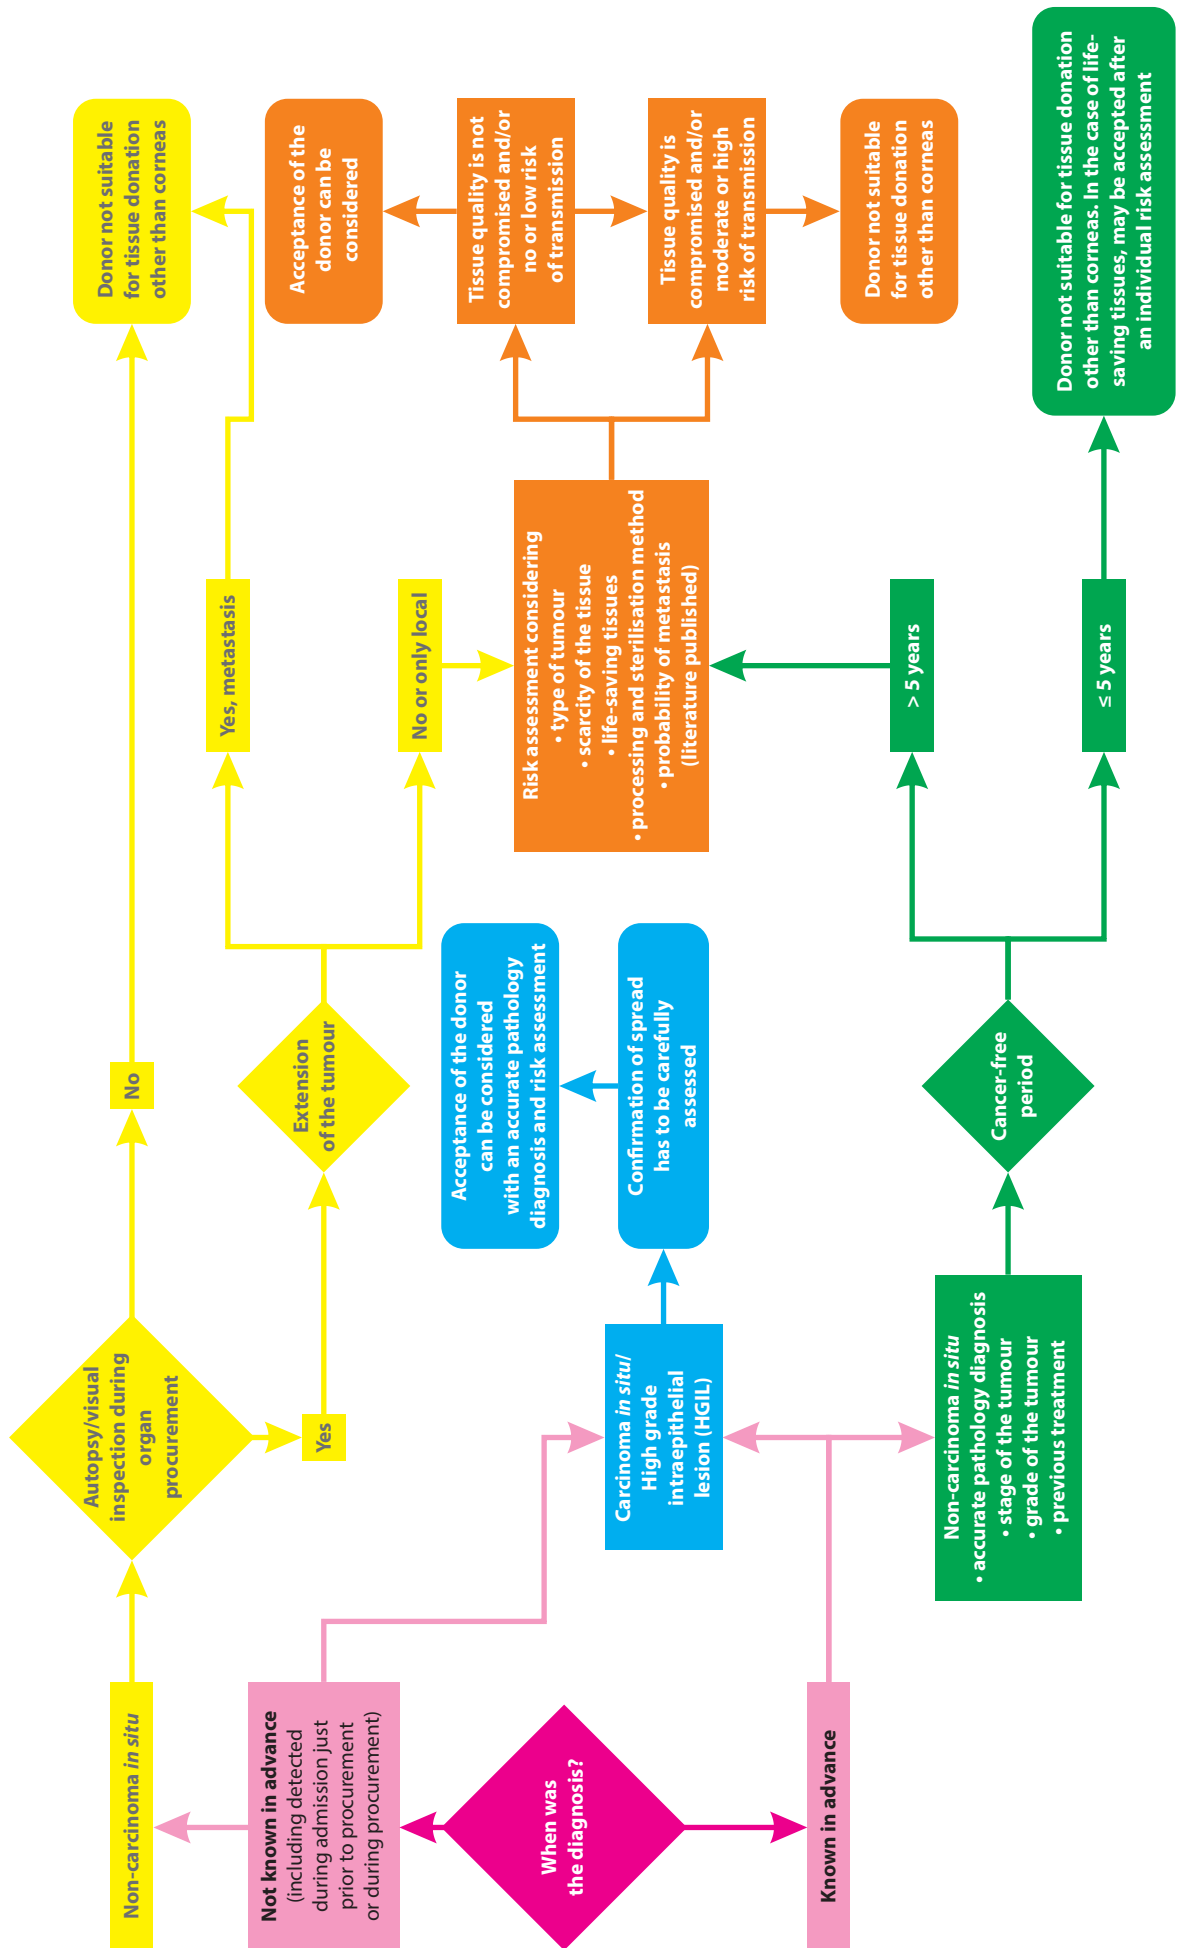 When was
the diagnosis?
Not known in advance
(including detected
during admission just
prior to procurement
or during procurement)
Known in advance
Non-carcinoma in situ
Autopsy/visual
inspection during
organ
procurement
No
Yes
Donor not suitable
for tissue donation
other than corneas
Extension
of the tumour
Yes, metastasis
No or only local
Carcinoma in situ/
High grade
intraepithelial
lesion (HGIL)
Confirmation of spread
has to be carefully
assessed
Acceptance of the donor
can be considered
with an accurate pathology
diagnosis and risk assessment
Non-carcinoma in situ
• accurate pathology diagnosis
• stage of the tumour
• grade of the tumour
• previous treatment
Cancer-free
period
> 5 years
≤ 5 years
Risk assessment considering
• type of tumour
• scarcity of the tissue
• life-saving tissues
• processing and sterilisation method
• probability of metastasis
(literature published)
Tissue quality is not
compromised and/or
no or low risk
of transmission
Acceptance of the
donor can be
considered
Tissue quality is
compromised and/or
moderate or high
risk of transmission
Donor not suitable
for tissue donation
other than corneas
Donor not suitable for tissue donation
other than corneas. In the case of life-
saving tissues, may be accepted after
an individual risk assessment